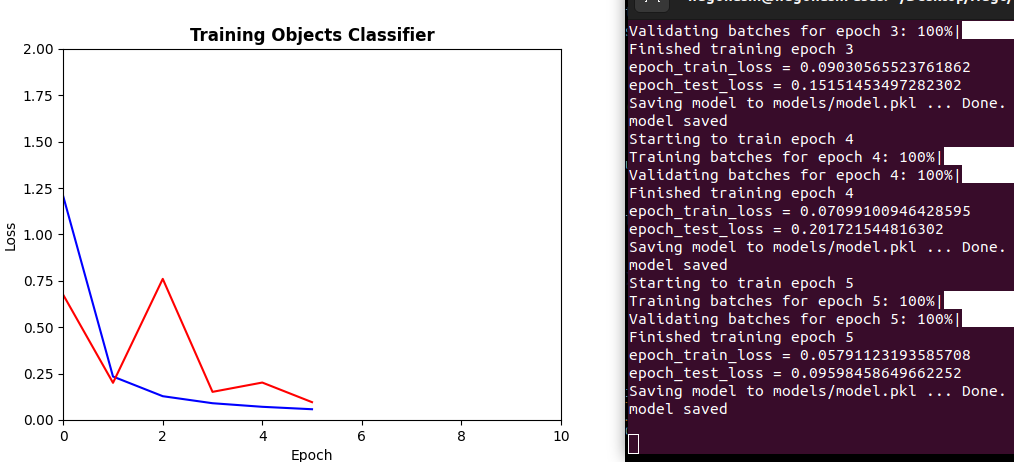 Training Objects Classifier
2.00
1.75
1.50
1.25
1.00
0.75
0.50
0.25
0.00
Loss
0 2 4 6 8 10
Epoch
Validating batches for epoch 3: 100%|
Finished training epoch 3
epoch_train_loss = 0.09030565523761862
epoch_test_loss = 0.15151453497282302
Saving model to models/model.pkl ... Done.
model saved
Starting to train epoch 4
Training batches for epoch 4: 100%|
Validating batches for epoch 4: 100%|
Finished training epoch 4
epoch_train_loss = 0.07099100946428595
epoch_test_loss = 0.201721544816302
Saving model to models/model.pkl ... Done.
model saved
Starting to train epoch 5
Training batches for epoch 5: 100%|
Validating batches for epoch 5: 100%|
Finished training epoch 5
epoch_train_loss = 0.05791123193585708
epoch_test_loss = 0.09598458649662252
Saving model to models/model.pkl ... Done.
model saved